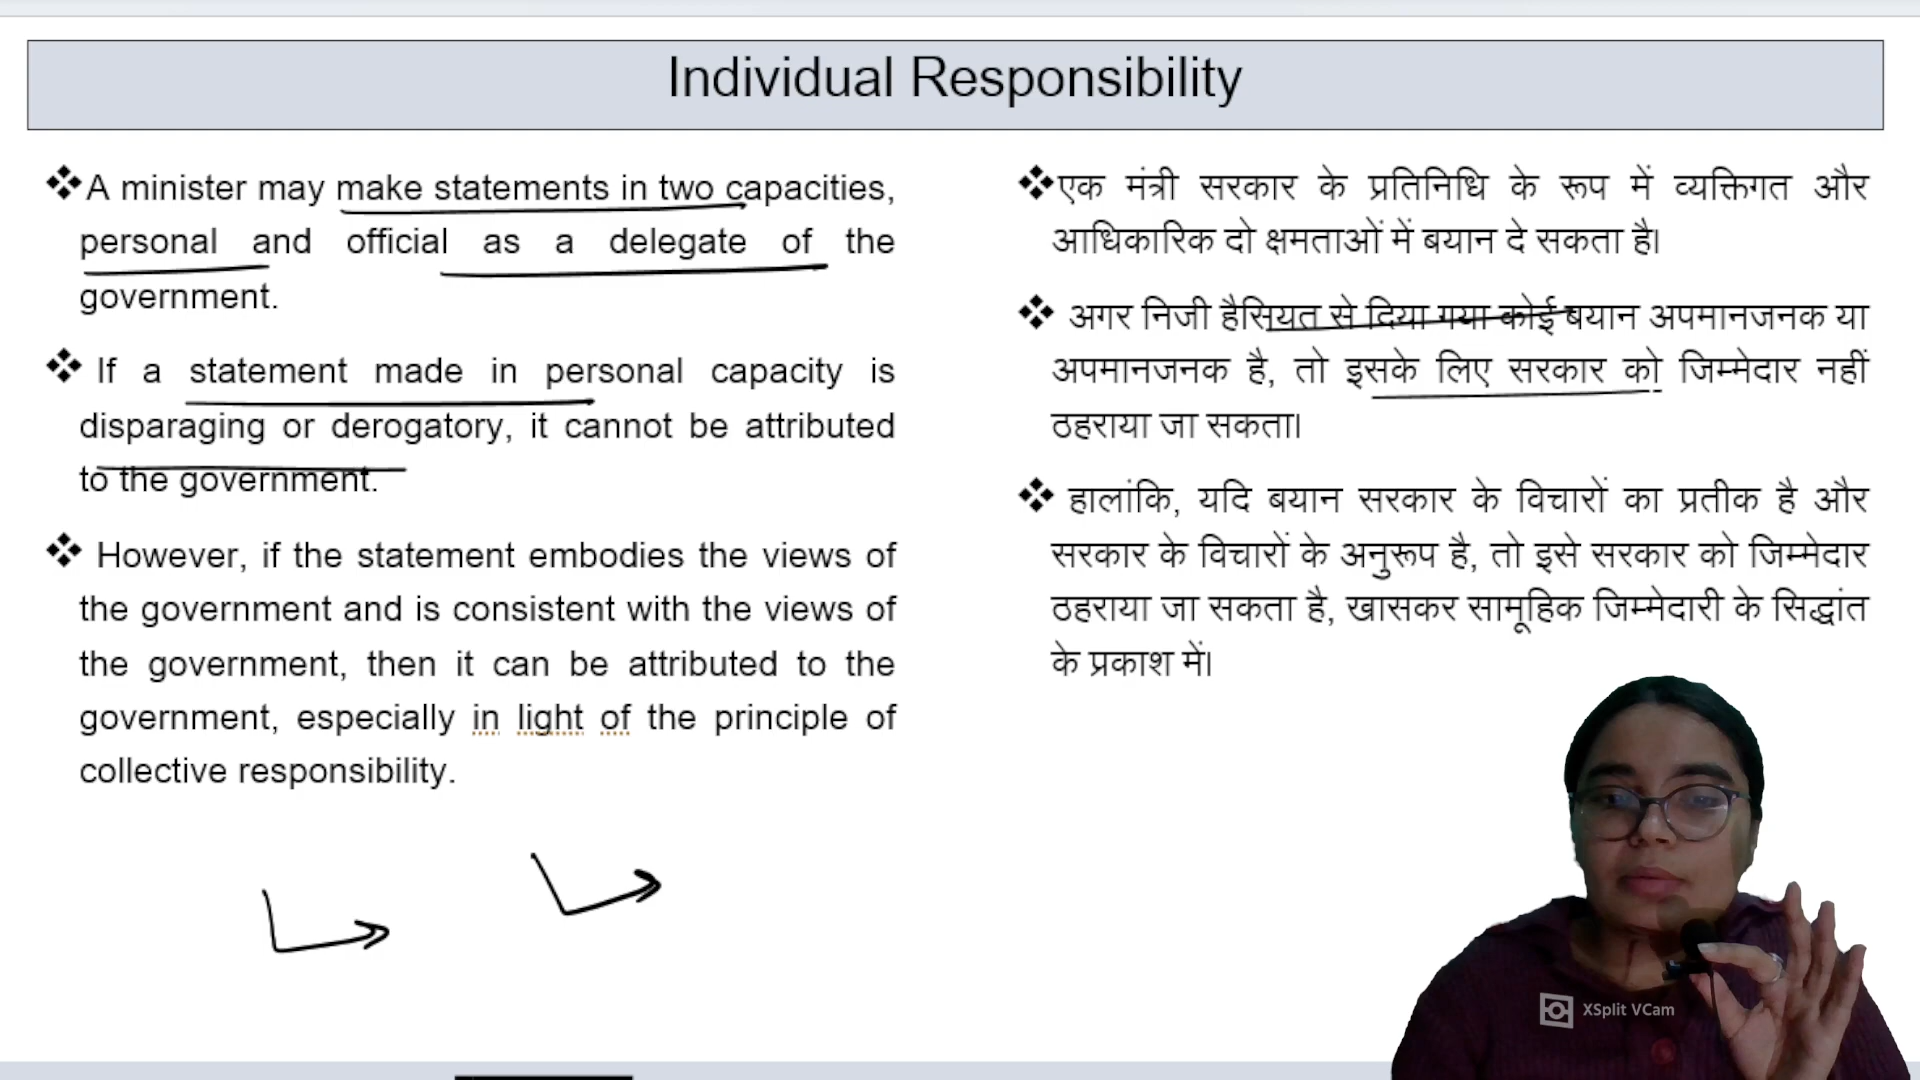 Individual Responsibility
❖A minister may make statements in two capacities,
personal and official as a delegate of the
government.
❖ If a statement made in personal capacity is
disparaging or derogatory, it cannot be attributed
to the government.
❖ However, if the statement embodies the views of
the government and is consistent with the views of
the government, then it can be attributed to the
government, especially in light of the principle of
collective responsibility.
❖एक मंत्री सरकार के प्रतिनिधि के रूप में व्यक्तिगत और
आधिकारिक दो क्षमताओं में बयान दे सकता है।
❖ अगर निजी हैसियत से दिया गया कोई बयान अपमानजनक या
अपमानजनक है, तो इसके लिए सरकार को जिम्मेदार नहीं
ठहराया जा सकता।
❖ हालांकि, यदि बयान सरकार के विचारों का प्रतीक है और
सरकार के विचारों के अनुरूप है, तो इसे सरकार को जिम्मेदार
ठहराया जा सकता है, खासकर सामूहिक जिम्मेदारी के सिद्धांत
के प्रकाश में।
XSplit VCam